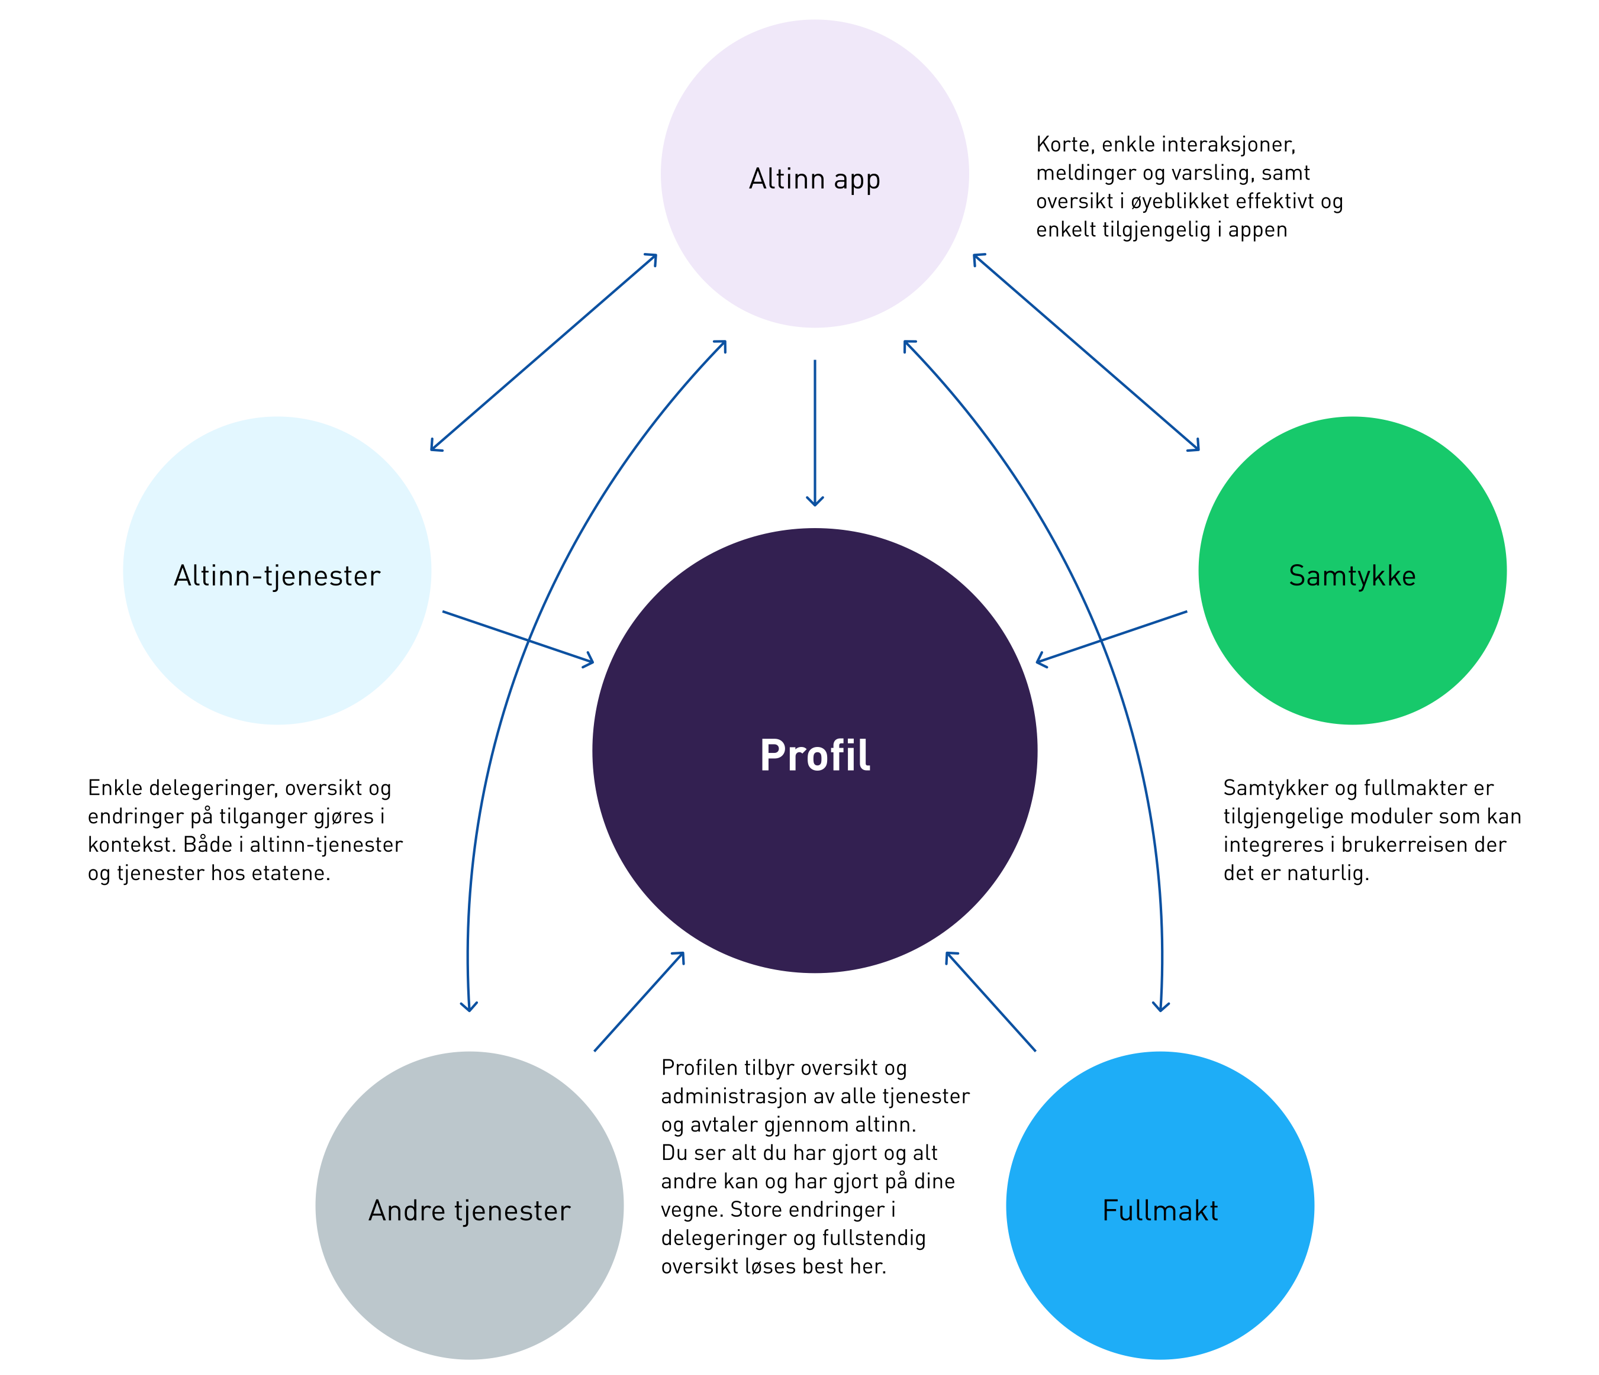 Altinn app
Korte, enkle interaksjoner,
meldinger og varsling, samt
oversikt i øyeblikket effektivt og
enkelt tilgjengelig i appen
Altinn-tjenester
Samtykke
Profil
Enkle delegeringer, oversikt og
endringer på tilganger gjøres i
kontekst. Både i altinn-tjenester
og tjenester hos etatene.
Samtykker og fullmakter er
tilgjengelige moduler som kan
integreres i brukerreisen der
det er naturlig.
Andre tjenester
Profilen tilbyr oversikt og
administrasjon av alle tjenester
og avtaler gjennom altinn.
Du ser alt du har gjort og alt
andre kan og har gjort på dine
vegne. Store endringer i
delegeringer og fullstendig
oversikt løses best her.
Fullmakt